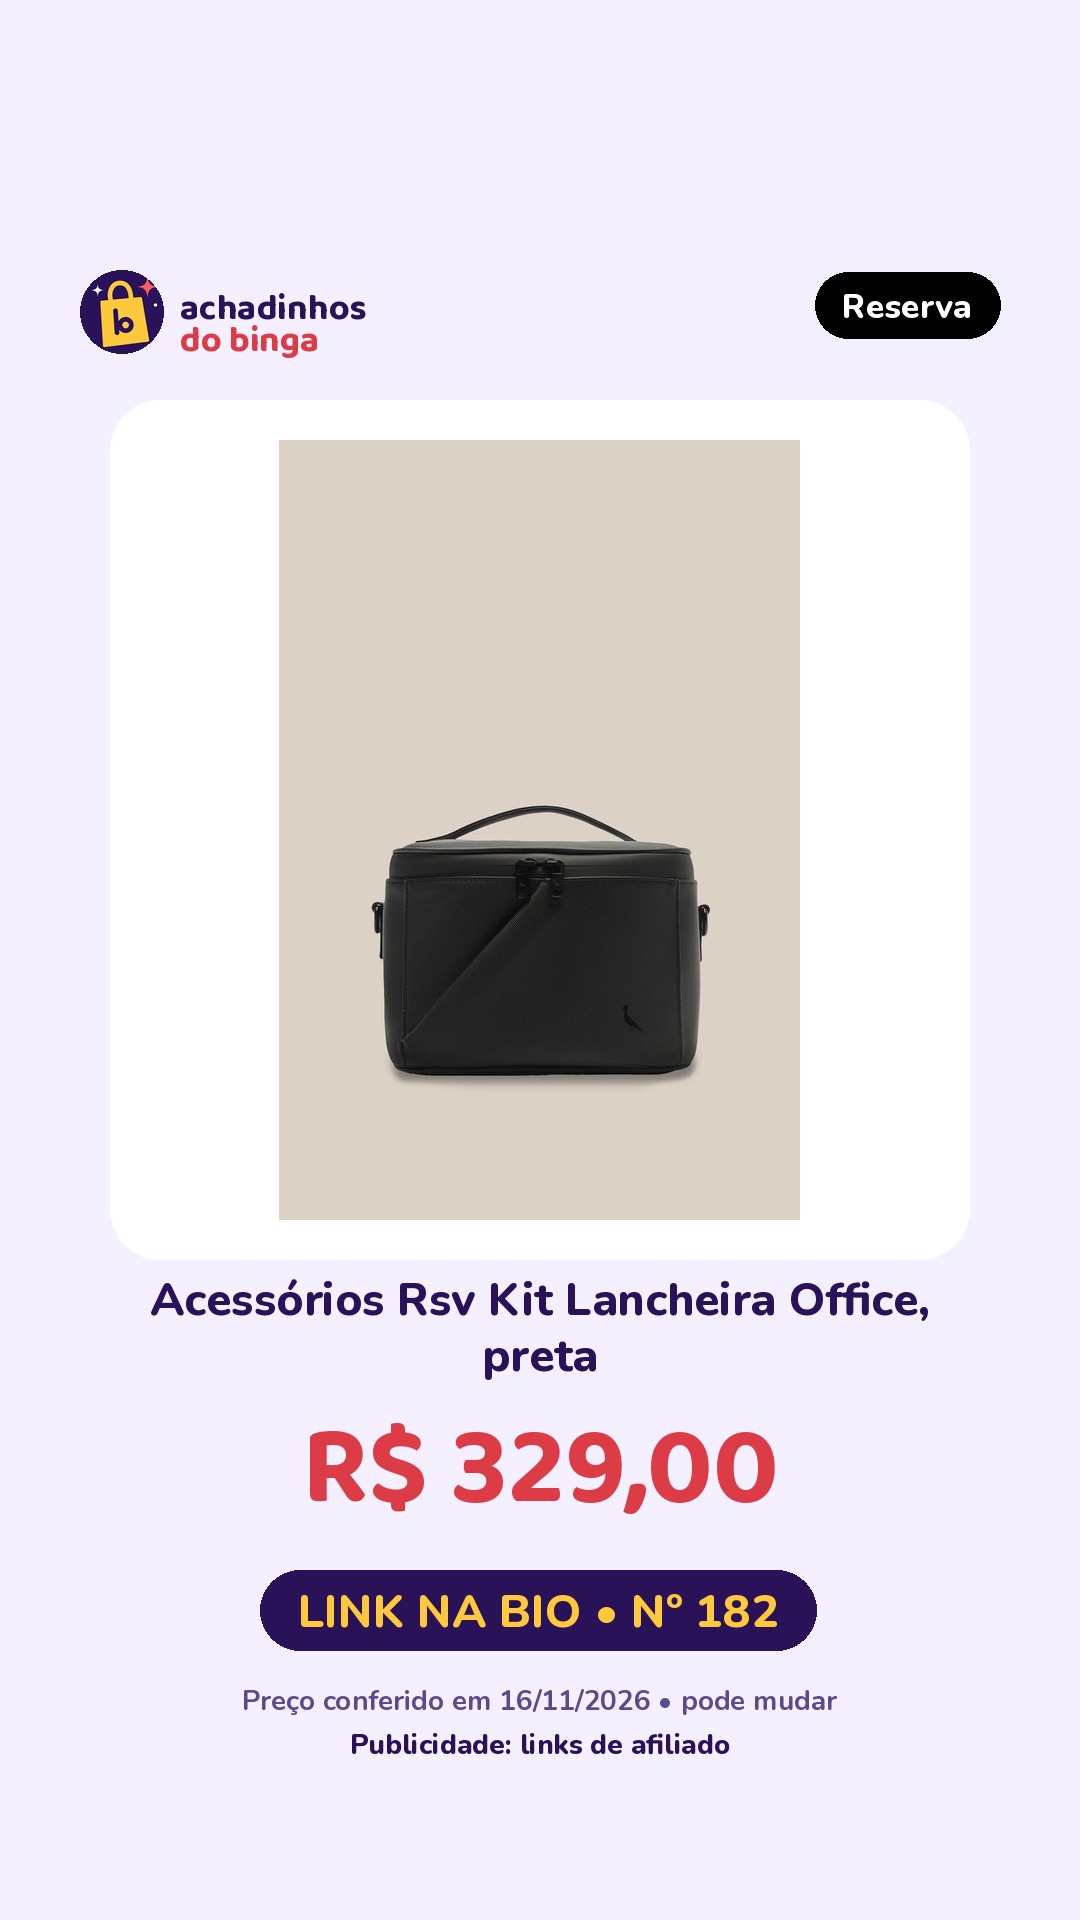 achadinhos
do binga
b
Reserva
Acessórios Rsv Kit Lancheira Office,
preta
R$ 329,00
LINK NA BIO • Nº 182
Preço conferido em 16/11/2026 • pode mudar
Publicidade: links de afiliado